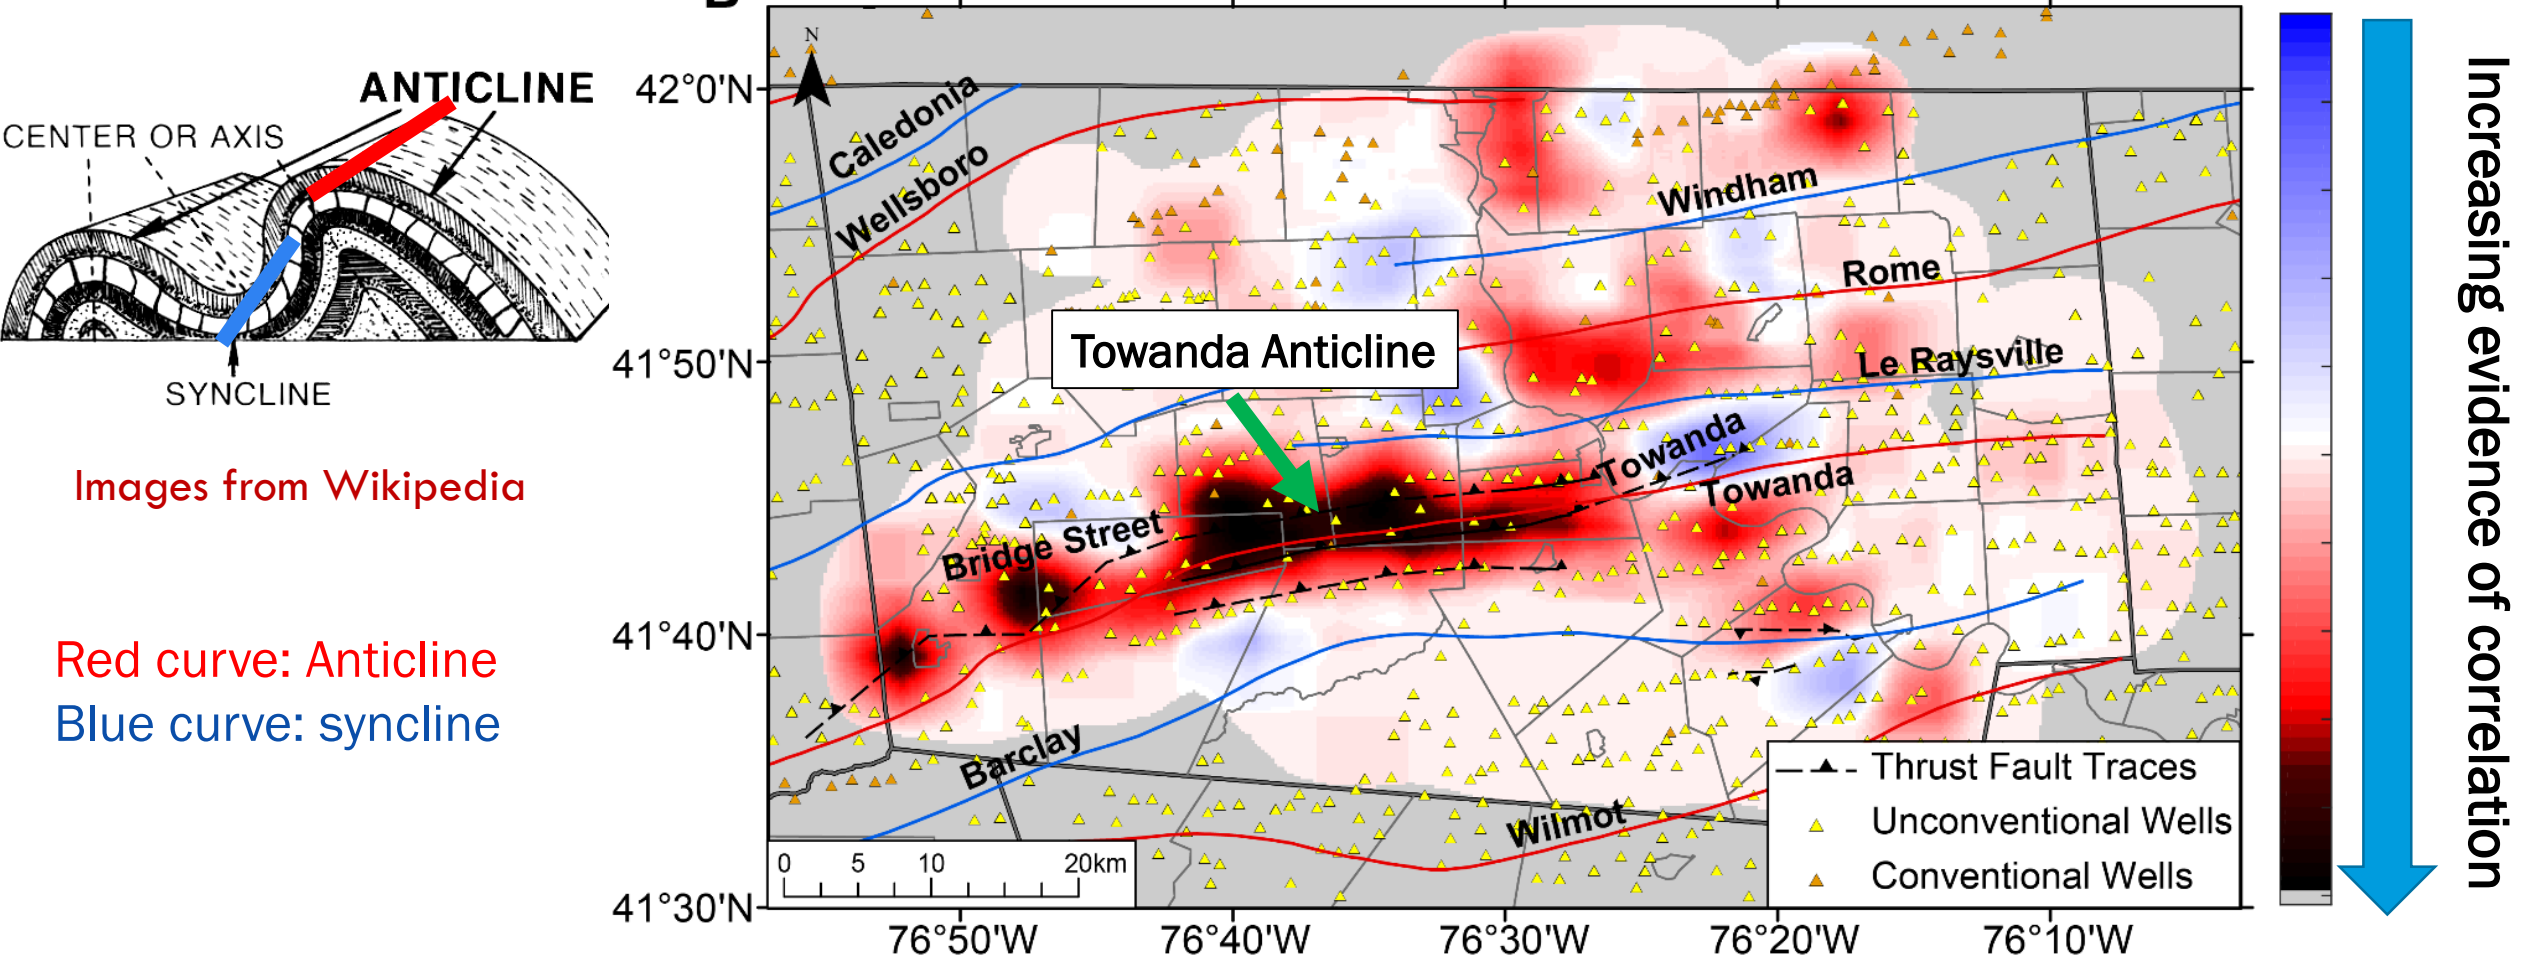 ANTICLINE
CENTER OR AXIS
SYNCLINE
Images from Wikipedia
Red curve: Anticline
Blue curve: syncline
N
42°0'N
41°50'N
41°40'N
41°30'N
76°50'W
76°40'W
76°30'W
76°20'W
76°10'W
Caledonia
Wellsboro
Windham
Rome
Towanda Anticline
Le Raysville
Towanda
Towanda
Bridge Street
Barclay
Wilmot
0 5 10 20km
Thrust Fault Traces
Unconventional Wells
Conventional Wells
Increasing evidence of correlation